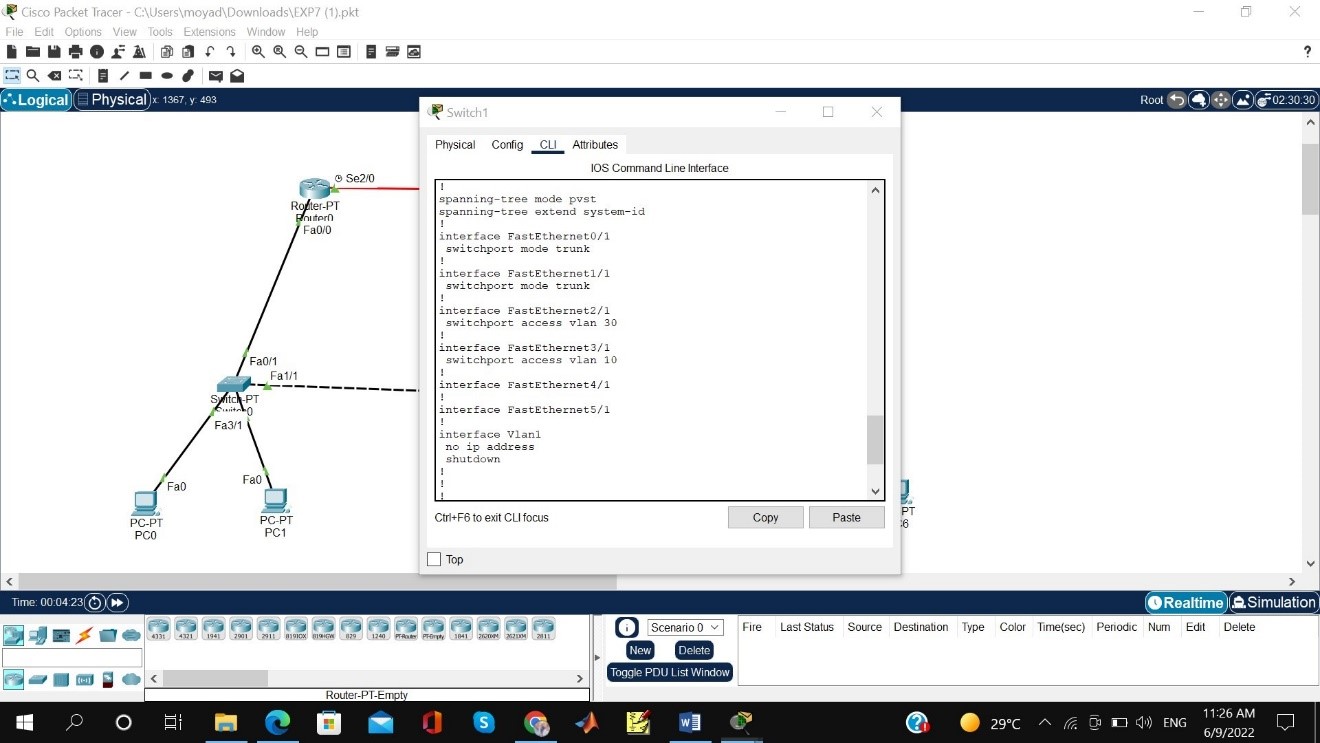 Cisco Packet Tracer - C:\Users\moyad\Downloads\EXP7 (1).pkt
File Edit Options View Tools Extensions Window Help
?
Logical Physical x: 1367, y: 493 Root 02:30:30
Switch1
Physical Config CLI Attributes
IOS Command Line Interface
!
spanning-tree mode pvst
spanning-tree extend system-id
!
interface FastEthernet0/1
switchport mode trunk
!
interface FastEthernet1/1
switchport mode trunk
!
interface FastEthernet2/1
switchport access vlan 30
!
interface FastEthernet3/1
switchport access vlan 10
!
interface FastEthernet4/1
!
interface FastEthernet5/1
!
interface Vlan1
no ip address
shutdown
!
!
!
Ctrl+F6 to exit CLI focus Copy Paste
Top
Se2/0
Router-PT
Router0
Fa0/0
Fa0/1
Fa1/1
Switch-PT
Fa3/1
Fa0
Fa0
PC-PT
PC0
PC-PT
PC1
PT
Time: 00:04:23 Realtime Simulation
4331 4321 1941 2901 2911 819IOX 819HGW 829 1240 PT-Router PT-Empty 1841 2620XM 2621XM 2811
Router-PT-Empty
Scenario 0
New Delete
Toggle PDU List Window
Fire Last Status Source Destination Type Color Time(sec) Periodic Num Edit Delete
29°C ENG
11:26 AM
6/9/2022